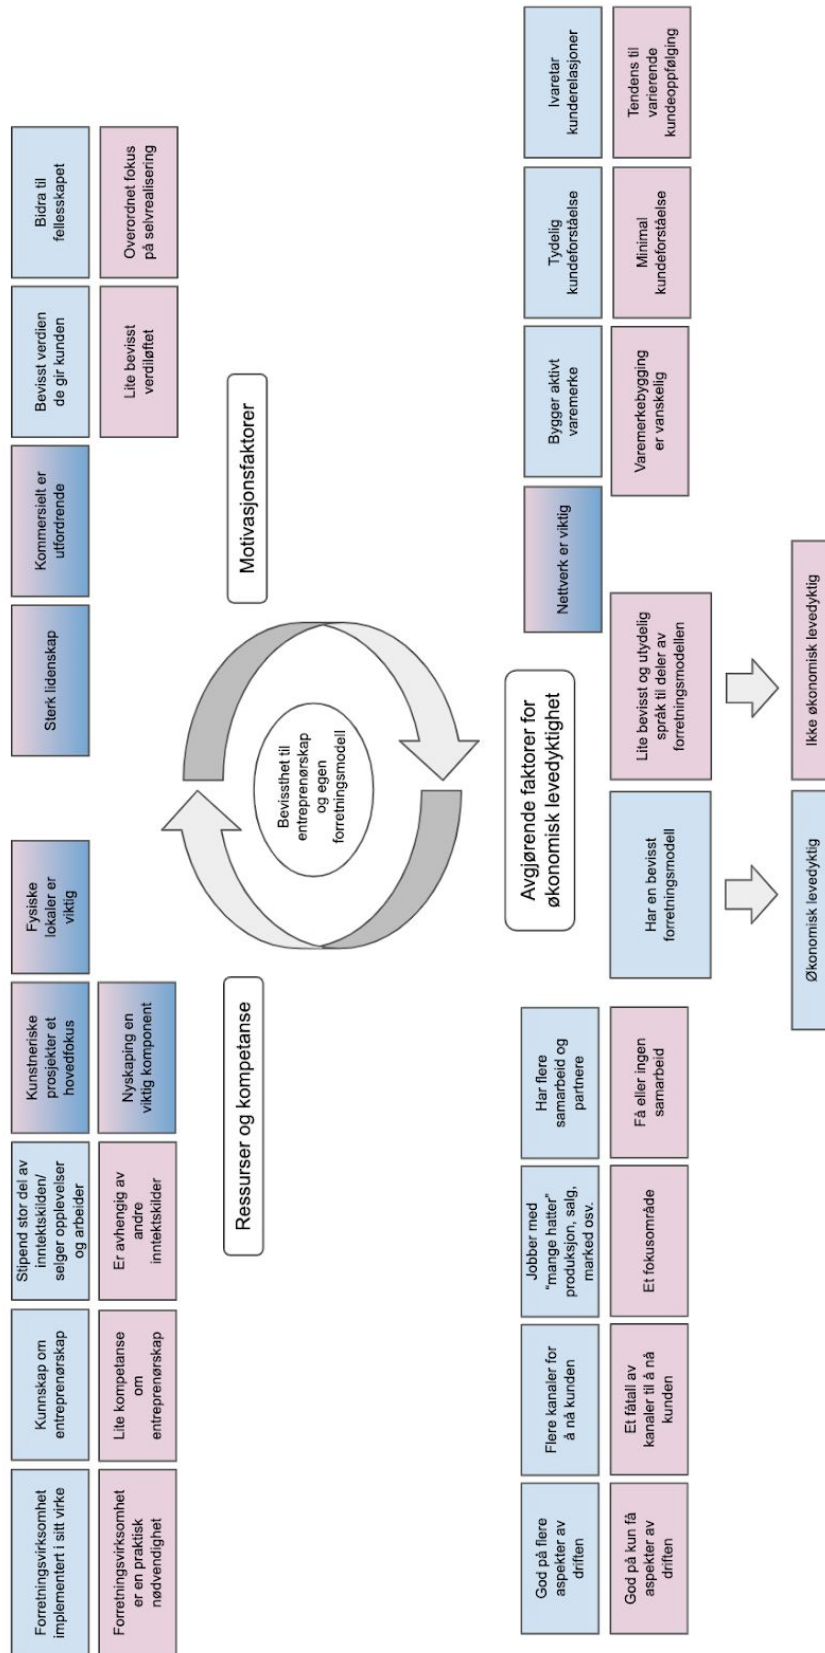 Forretningsvirksomhet
implementert i sitt virke
Kunnskap om
entreprenørskap
Stipend stor del av
inntektskilden/
selger opplevelser
og arbeider
Kunstneriske
prosjekter et
hovedfokus
Fysiske
lokaler er
viktig
Sterk lidenskap
Kommersielt er
utfordrende
Bevisst verdien
de gir kunden
Bidra til
fellesskapet
Forretningsvirksomhet
er en praktisk
nødvendighet
Lite kompetanse
om
entreprenørskap
Er avhengig av
andre
inntektskilder
Nyskaping en
viktig komponent
Lite bevisst
verdiløftet
Overordnet fokus
på selvrealisering
Ressurser og kompetanse
Motivasjonsfaktorer
Bevissthet til
entreprenørskap
og egen
forretningsmodell
Avgjørende faktorer for
økonomisk levedyktighet
God på flere
aspekter av
driften
Flere kanaler for
å nå kunden
Jobber med
“mange hatter”
produksjon, salg,
marked osv.
Har flere
samarbeid og
partnere
Nettverk er viktig
Bygger aktivt
varemerke
Tydelig
kundeforståelse
Ivaretar
kunderelasjoner
God på kun få
aspekter av
driften
Et fåtall av
kanaler til å nå
kunden
Et fokusområde
Få eller ingen
samarbeid
Har en bevisst
forretningsmodell
Lite bevisst og utydelig
språk til deler av
forretningsmodellen
Varemerkebygging
er vanskelig
Minimal
kundeforståelse
Tendens til
varierende
kundeoppfølging
Økonomisk levedyktig
Ikke økonomisk levedyktig